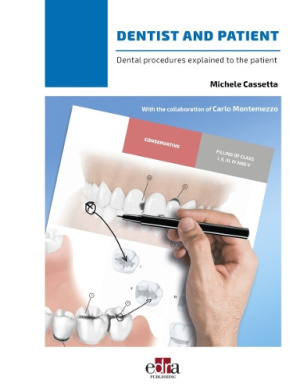 DENTIST AND PATIENT
Dental procedures explained to the patient
Michele Cassetta
With the collaboration of Carlo Montemezzo
CONSERVATIVE
FILLING OF CLASS
I, II, III, IV AND V
edra
PUBLISHING